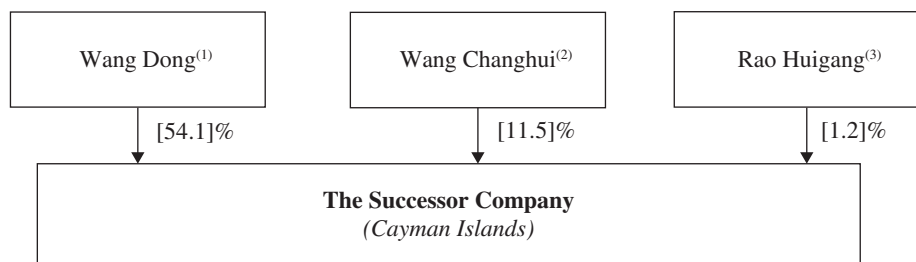 Wang Dong(1)
Wang Changhui(2)
Rao Huigang(3)
[54.1]%
[11.5]%
[1.2]%
The Successor Company
(Cayman Islands)